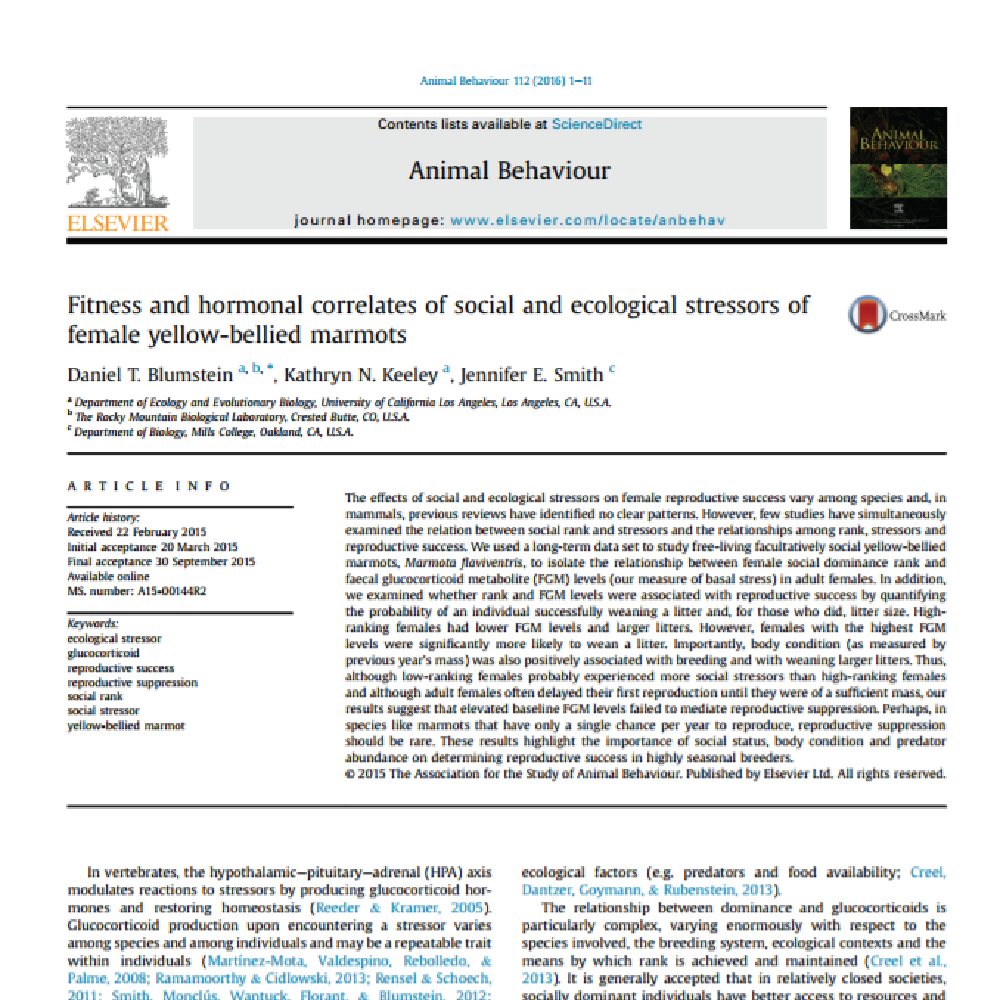 Animal Behaviour 112 (2016) 1–11
Contents lists available at ScienceDirect
Animal Behaviour
journal homepage: www.elsevier.com/locate/anbehav
ELSEVIER
ANIMAL
BEHAVIOUR
Fitness and hormonal correlates of social and ecological stressors of
female yellow-bellied marmots
CrossMark
Daniel T. Blumstein a, b, *, Kathryn N. Keeley a, Jennifer E. Smith c
a Department of Ecology and Evolutionary Biology, University of California Los Angeles, Los Angeles, CA, U.S.A.
b The Rocky Mountain Biological Laboratory, Crested Butte, CO, U.S.A.
c Department of Biology, Mills College, Oakland, CA, U.S.A.
ARTICLE INFO
Article history:
Received 22 February 2015
Initial acceptance 20 March 2015
Final acceptance 30 September 2015
Available online
MS. number: A15-00144R2
Keywords:
ecological stressor
glucocorticoid
reproductive success
reproductive suppression
social rank
social stressor
yellow-bellied marmot
The effects of social and ecological stressors on female reproductive success vary among species and, in
mammals, previous reviews have identified no clear patterns. However, few studies have simultaneously
examined the relation between social rank and stressors and the relationships among rank, stressors and
reproductive success. We used a long-term data set to study free-living facultatively social yellow-bellied
marmots, Marmota flaviventris, to isolate the relationship between female social dominance rank and
faecal glucocorticoid metabolite (FGM) levels (our measure of basal stress) in adult females. In addition,
we examined whether rank and FGM levels were associated with reproductive success by quantifying
the probability of an individual successfully weaning a litter and, for those who did, litter size. High-
ranking females had lower FGM levels and larger litters. However, females with the highest FGM
levels were significantly more likely to wean a litter. Importantly, body condition (as measured by
previous year's mass) was also positively associated with breeding and with weaning larger litters. Thus,
although low-ranking females probably experienced more social stressors than high-ranking females
and although adult females often delayed their first reproduction until they were of a sufficient mass, our
results suggest that elevated baseline FGM levels failed to mediate reproductive suppression. Perhaps, in
species like marmots that have only a single chance per year to reproduce, reproductive suppression
should be rare. These results highlight the importance of social status, body condition and predator
abundance on determining reproductive success in highly seasonal breeders.
© 2015 The Association for the Study of Animal Behaviour. Published by Elsevier Ltd. All rights reserved.
In vertebrates, the hypothalamic–pituitary–adrenal (HPA) axis
modulates reactions to stressors by producing glucocorticoid hor-
mones and restoring homeostasis (Reeder & Kramer, 2005).
Glucocorticoid production upon encountering a stressor varies
among species and among individuals and may be a repeatable trait
within individuals (Martínez-Mota, Valdespino, Rebolledo, &
Palme, 2008; Ramamoorthy & Cidlowski, 2013; Rensel & Schoech,
2011; Smith, Monclús, Wantuck, Florant, & Blumstein, 2012;
ecological factors (e.g. predators and food availability; Creel,
Dantzer, Goymann, & Rubenstein, 2013).
The relationship between dominance and glucocorticoids is
particularly complex, varying enormously with respect to the
species involved, the breeding system, ecological contexts and the
means by which rank is achieved and maintained (Creel et al.,
2013). It is generally accepted that in relatively closed societies,
socially dominant individuals have better access to resources and